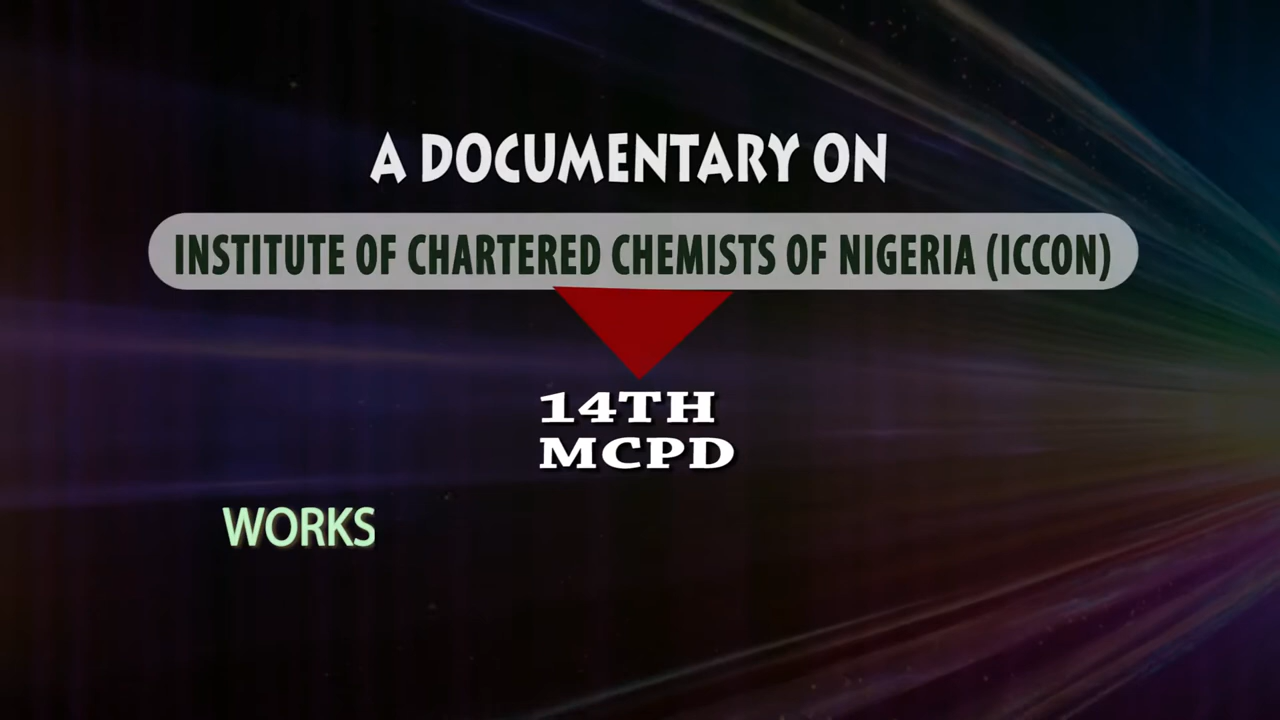 A DOCUMENTARY ON
INSTITUTE OF CHARTERED CHEMISTS OF NIGERIA (ICCON)
14TH
MCPD
WORKS